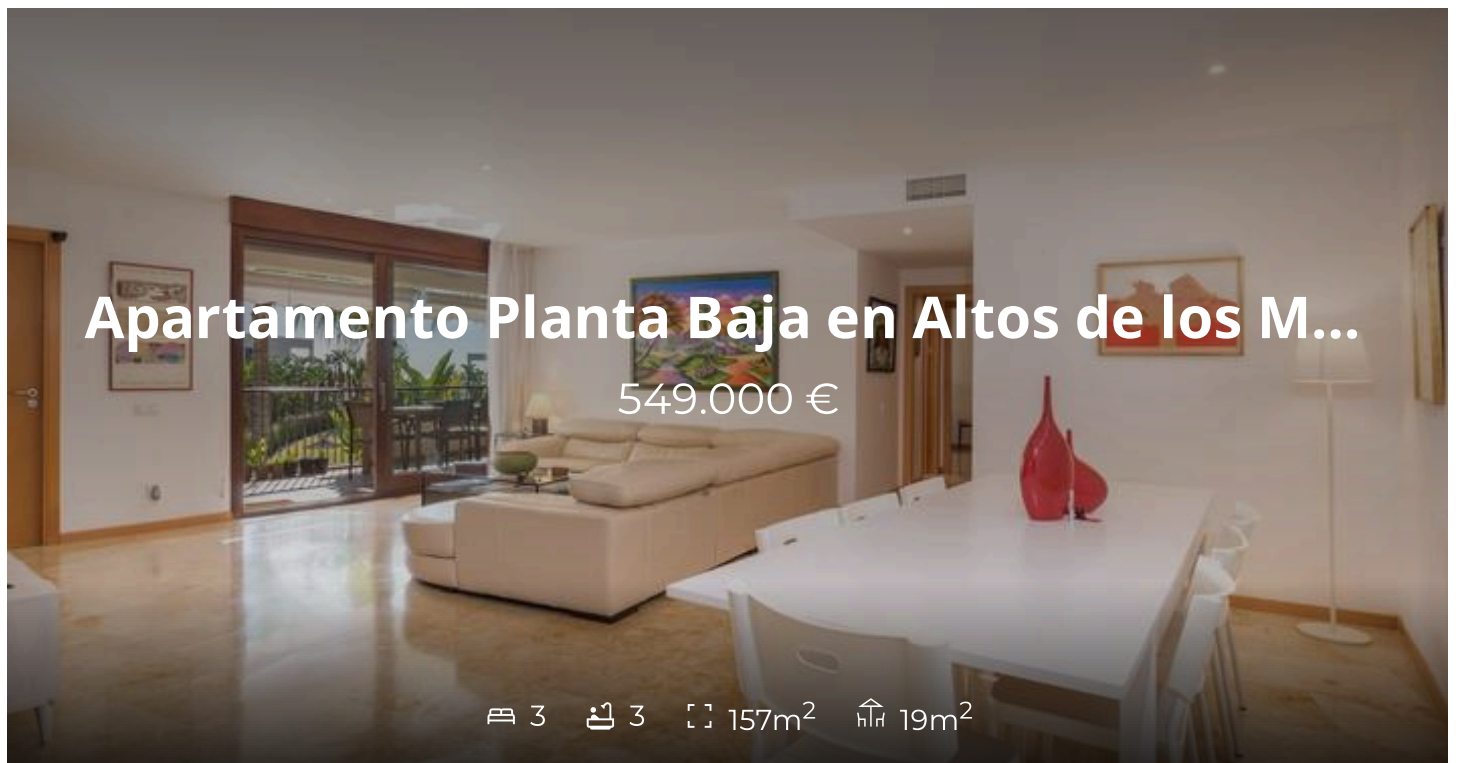 Apartamento Planta Baja en Altos de los M...
549.000 €
3 3 157m² 19m²